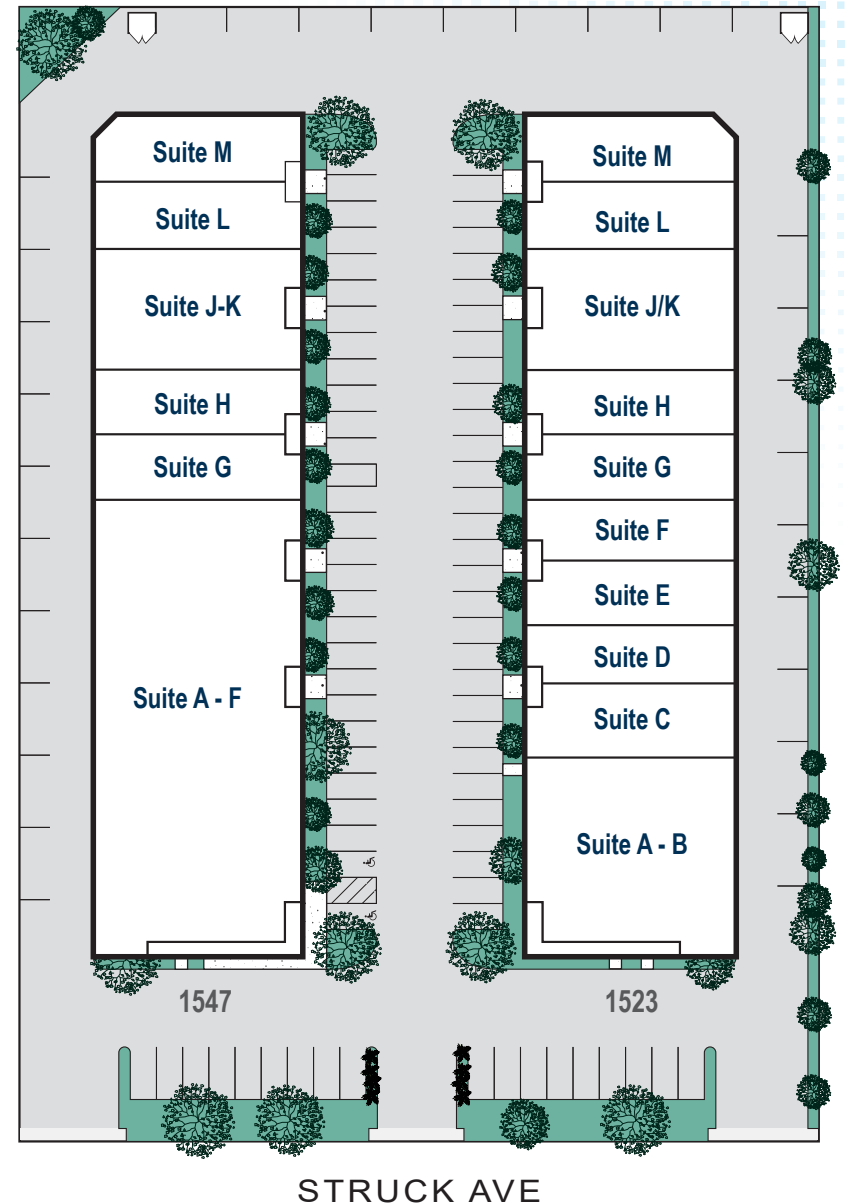 Suite M
Suite L
Suite J-K
Suite H
Suite G
Suite A - F
1547
Suite M
Suite L
Suite J/K
Suite H
Suite G
Suite F
Suite E
Suite D
Suite C
Suite A - B
1523
STRUCK AVE